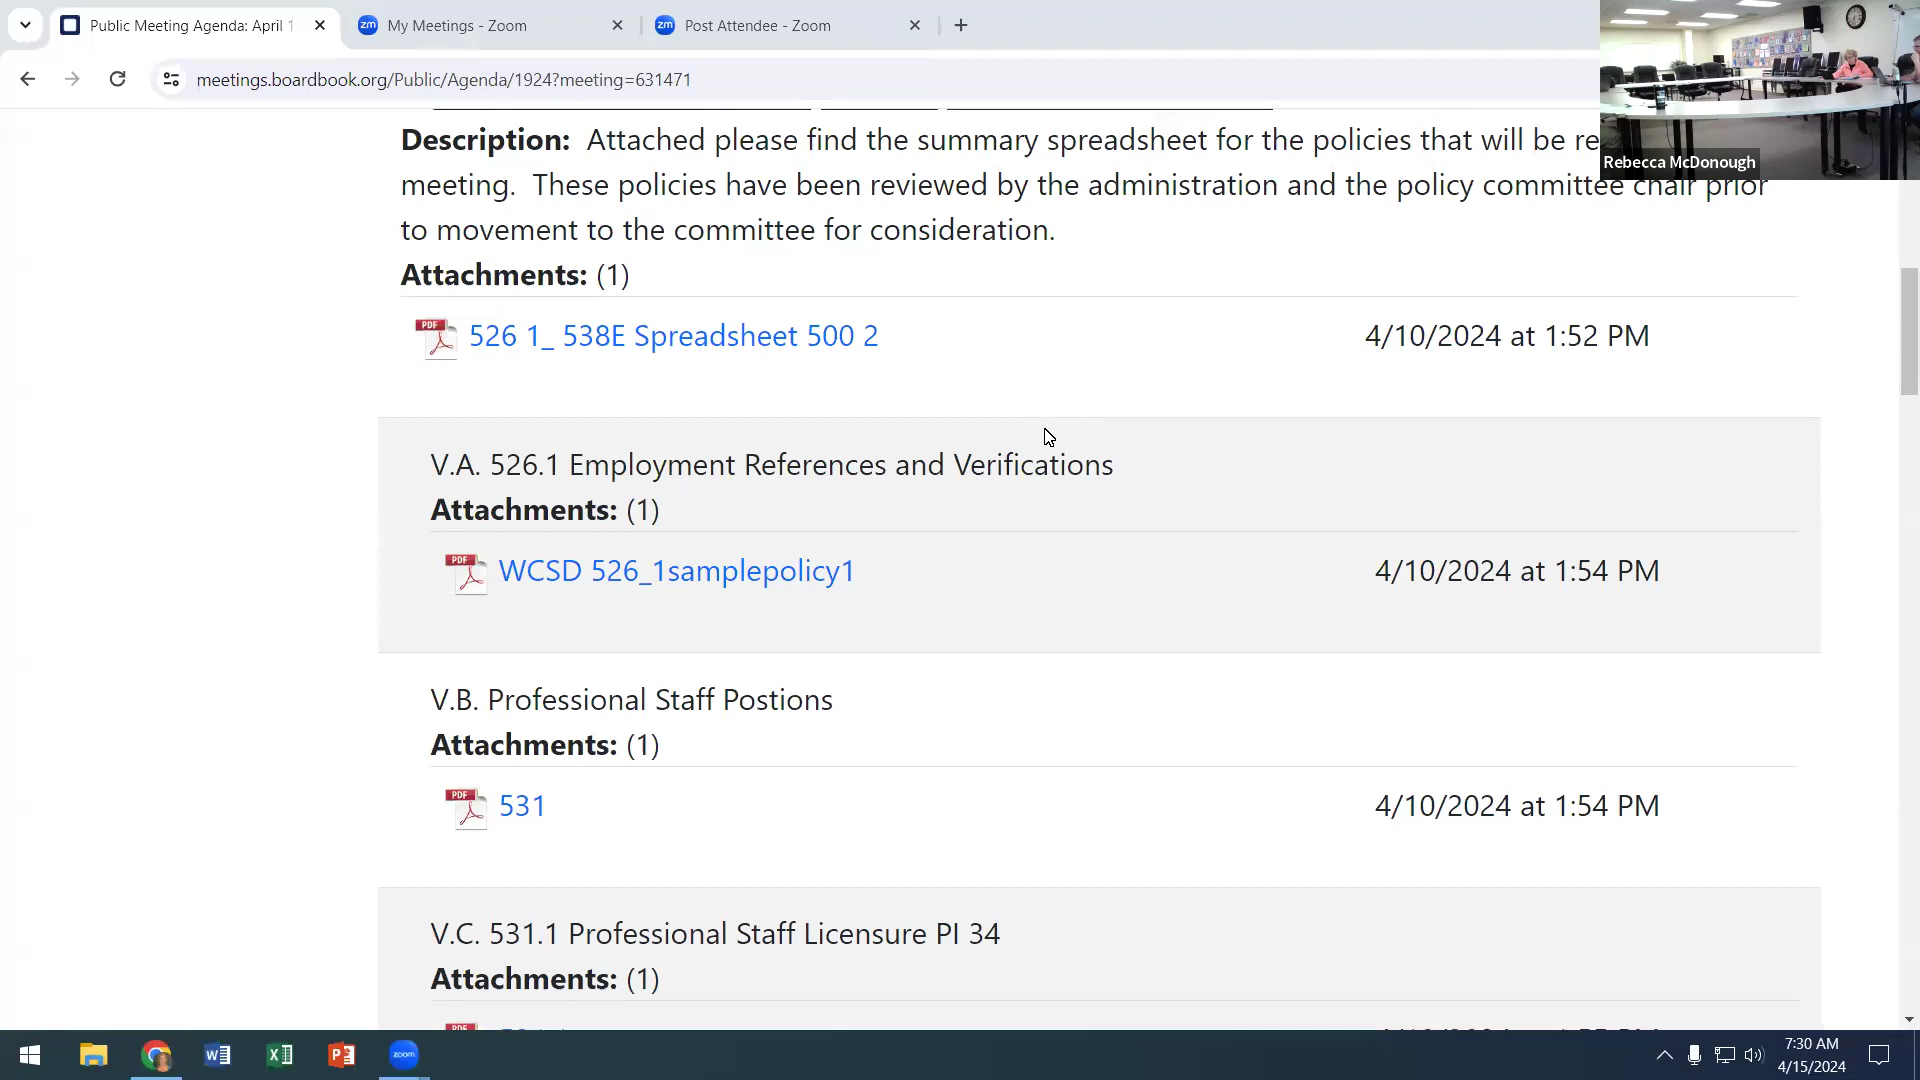 Public Meeting Agenda: April 1
My Meetings - Zoom
Post Attendee - Zoom
meetings.boardbook.org/Public/Agenda/1924?meeting=631471
Rebecca McDonough
Description: Attached please find the summary spreadsheet for the policies that will be re
meeting. These policies have been reviewed by the administration and the policy committee chair prior
to movement to the committee for consideration.
Attachments: (1)
PDF 526 1_ 538E Spreadsheet 500 2 4/10/2024 at 1:52 PM
V.A. 526.1 Employment References and Verifications
Attachments: (1)
PDF WCSD 526_1samplepolicy1 4/10/2024 at 1:54 PM
V.B. Professional Staff Postions
Attachments: (1)
PDF 531 4/10/2024 at 1:54 PM
V.C. 531.1 Professional Staff Licensure PI 34
Attachments: (1)
PDF
zoom
7:30 AM
4/15/2024